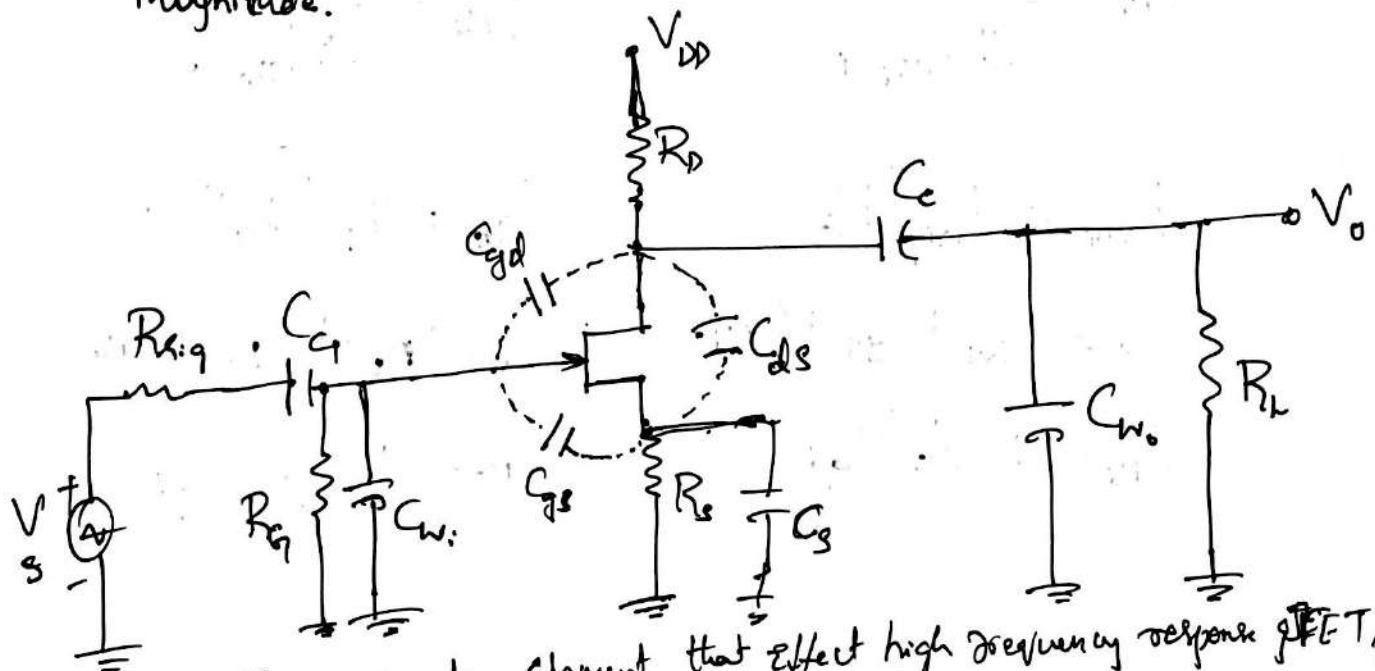 Magnitude.
V_DD
R_D
C_c
V_o
C_gd
R_sig
C_G
C_ds
R_L
C_Wo
C_gs
R_s
C_s
V_s
+
-
R_G
C_Wi
element that effect high frequency response